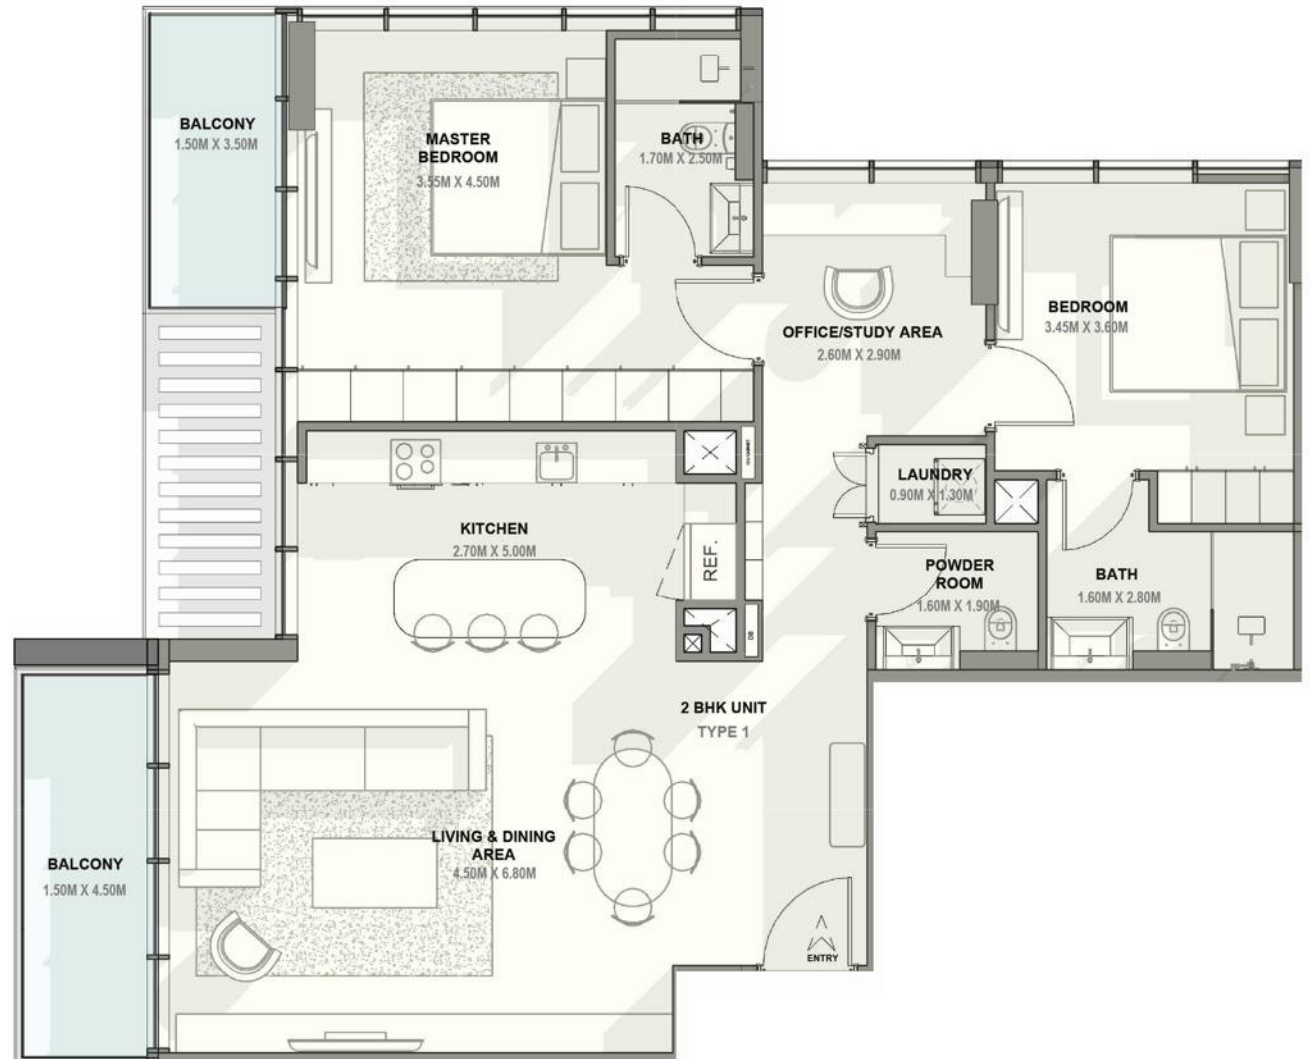 BALCONY
1.50M X 3.50M
MASTER
BEDROOM
3.55M X 4.50M
BATH
1.70M X 2.50M
OFFICE/STUDY AREA
2.60M X 2.90M
BEDROOM
3.45M X 3.60M
LAUNDRY
0.90M X 1.30M
KITCHEN
2.70M X 5.00M
REF.
POWDER
ROOM
1.60M X 1.90M
BATH
1.60M X 2.80M
DB
2 BHK UNIT
TYPE 1
LIVING & DINING
AREA
4.50M X 6.80M
BALCONY
1.50M X 4.50M
ENTRY